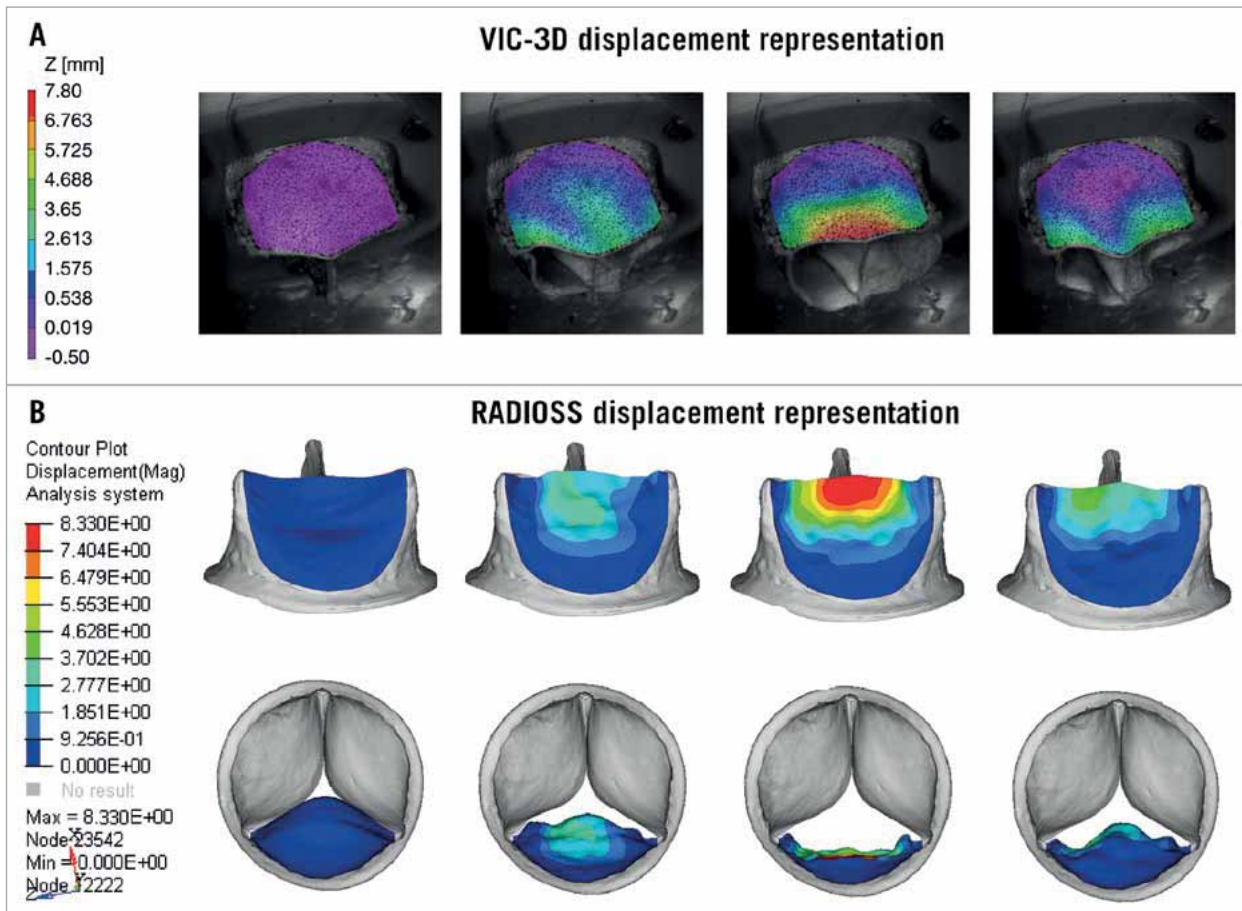 A
VIC-3D displacement representation
Z [mm]
7.80
6.763
5.725
4.688
3.65
2.613
1.575
0.538
0.019
-0.50
B
RADIOSS displacement representation
Contour Plot
Displacement(Mag)
Analysis system
8.330E+00
7.404E+00
6.479E+00
5.553E+00
4.628E+00
3.702E+00
2.777E+00
1.851E+00
9.256E-01
0.000E+00
No result
Max = 8.330E+00
Node 23542
Min = 0.000E+00
Node 12222
X
Y
Z